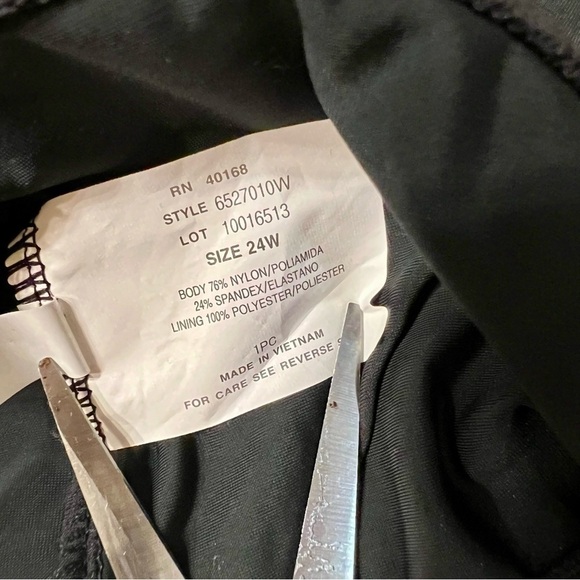 RN 40168
STYLE 6527010W
LOT 10016513
SIZE 24W
BODY 76% NYLON/POLIAMIDA
24% SPANDEX/ELASTANO
LINING 100% POLYESTER/POLIESTER
1PC
MADE IN VIETNAM
FOR CARE SEE REVERSE